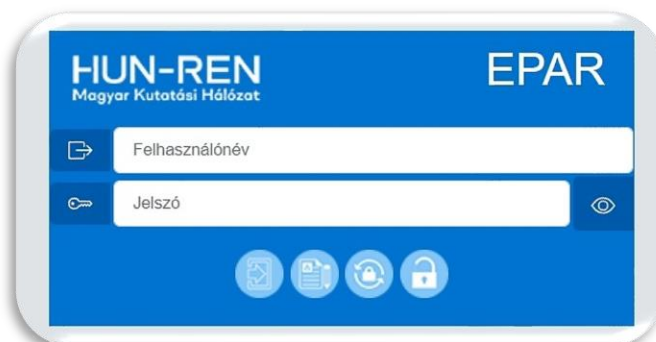 HUN-REN
Magyar Kutatási Hálózat
EPAR
Felhasználónév
Jelszó